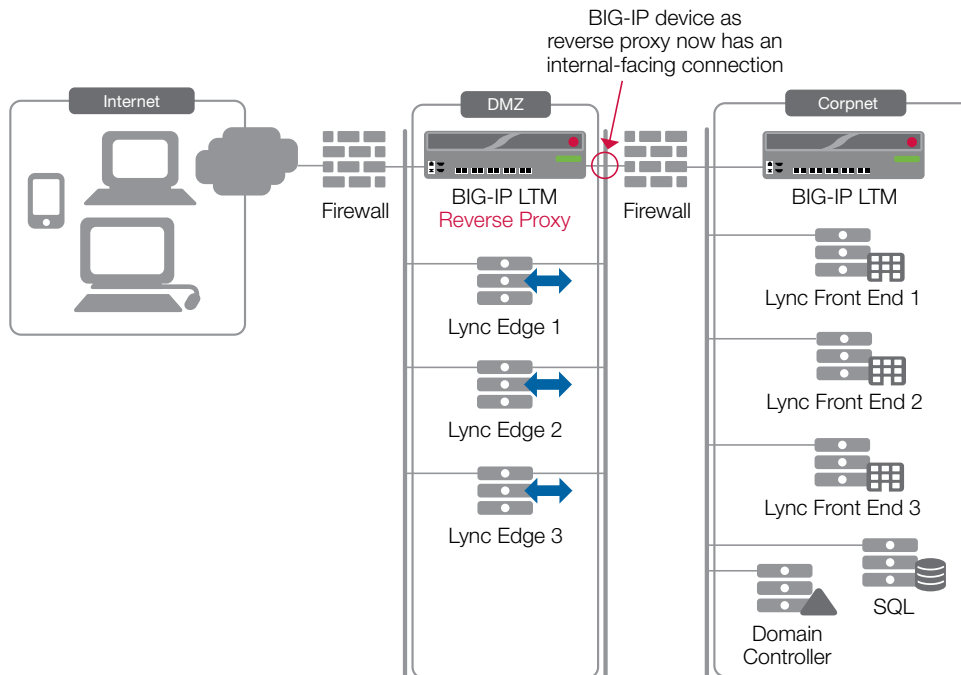 BIG-IP device as
reverse proxy now has an
internal-facing connection
Internet
DMZ
Corpnet
Firewall
BIG-IP LTM
Reverse Proxy
Firewall
BIG-IP LTM
Lync Edge 1
Lync Front End 1
Lync Edge 2
Lync Front End 2
Lync Edge 3
Lync Front End 3
SQL
Domain
Controller